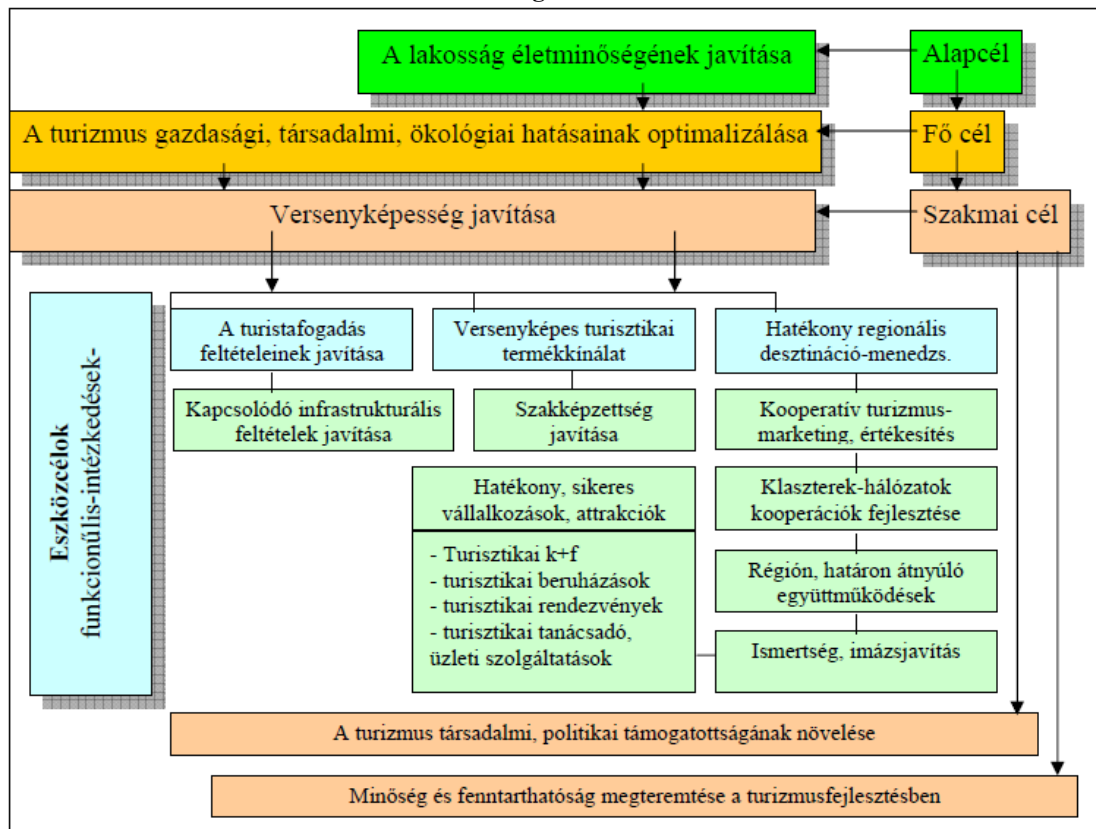 A lakosság életminőségének javítása
Alapcél
A turizmus gazdasági, társadalmi, ökológiai hatásainak optimalizálása
Fő cél
Versenyképesség javítása
Szakmai cél
Eszközcélok
funkcionűlis-intézkedések-
A turistafogadás
feltételeinek javítása
Versenyképes turisztikai
termékkínálat
Hatékony regionális
desztináció-menedzs.
Kapcsolódó infrastrukturális
feltételek javítása
Szakképzettség
javítása
Kooperatív turizmus-
marketing, értékesítés
Hatékony, sikeres
vállalkozások, attrakciók
- Turisztikai k+f
- turisztikai beruházások
- turisztikai rendezvények
- turisztikai tanácsadó,
üzleti szolgáltatások
Klaszterek-hálózatok
kooperációk fejlesztése
Région, határon átnyúló
együttműködések
Ismertség, imázsjavítás
A turizmus társadalmi, politikai támogatottságának növelése
Minőség és fenntarthatóság megteremtése a turizmusfejlesztésben